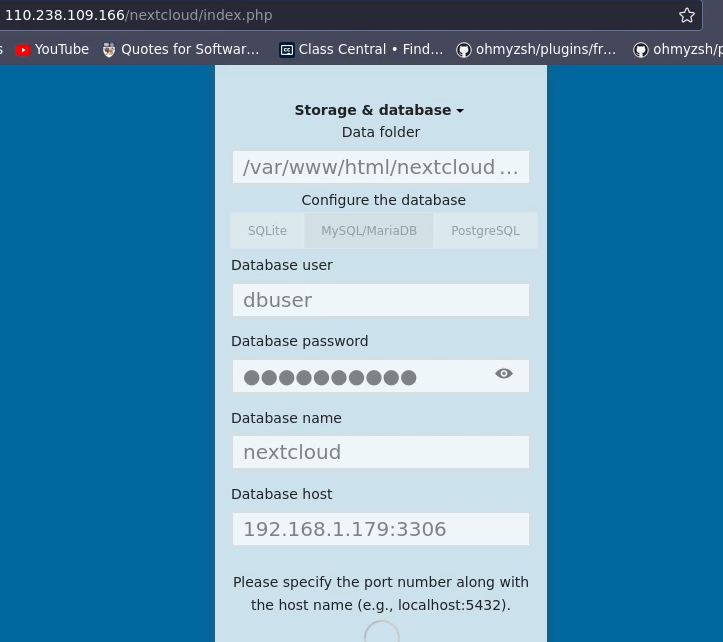 110.238.109.166/nextcloud/index.php
s YouTube Quotes for Softwar... Class Central • Find... ohmyzsh/plugins/fr... ohmyzsh/p
Storage & database
Data folder
/var/www/html/nextcloud...
Configure the database
SQLite MySQL/MariaDB PostgreSQL
Database user
dbuser
Database password
Database name
nextcloud
Database host
192.168.1.179:3306
Please specify the port number along with
the host name (e.g., localhost:5432).